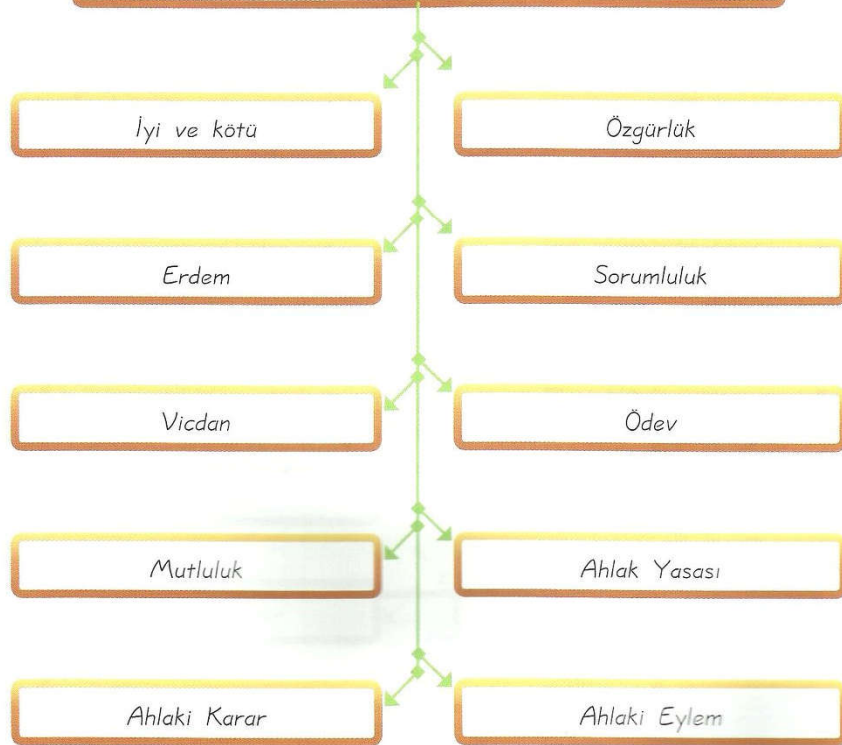 İyi ve kötü
Özgürlük
Erdem
Sorumluluk
Vicdan
Ödev
Mutluluk
Ahlak Yasası
Ahlaki Karar
Ahlaki Eylem